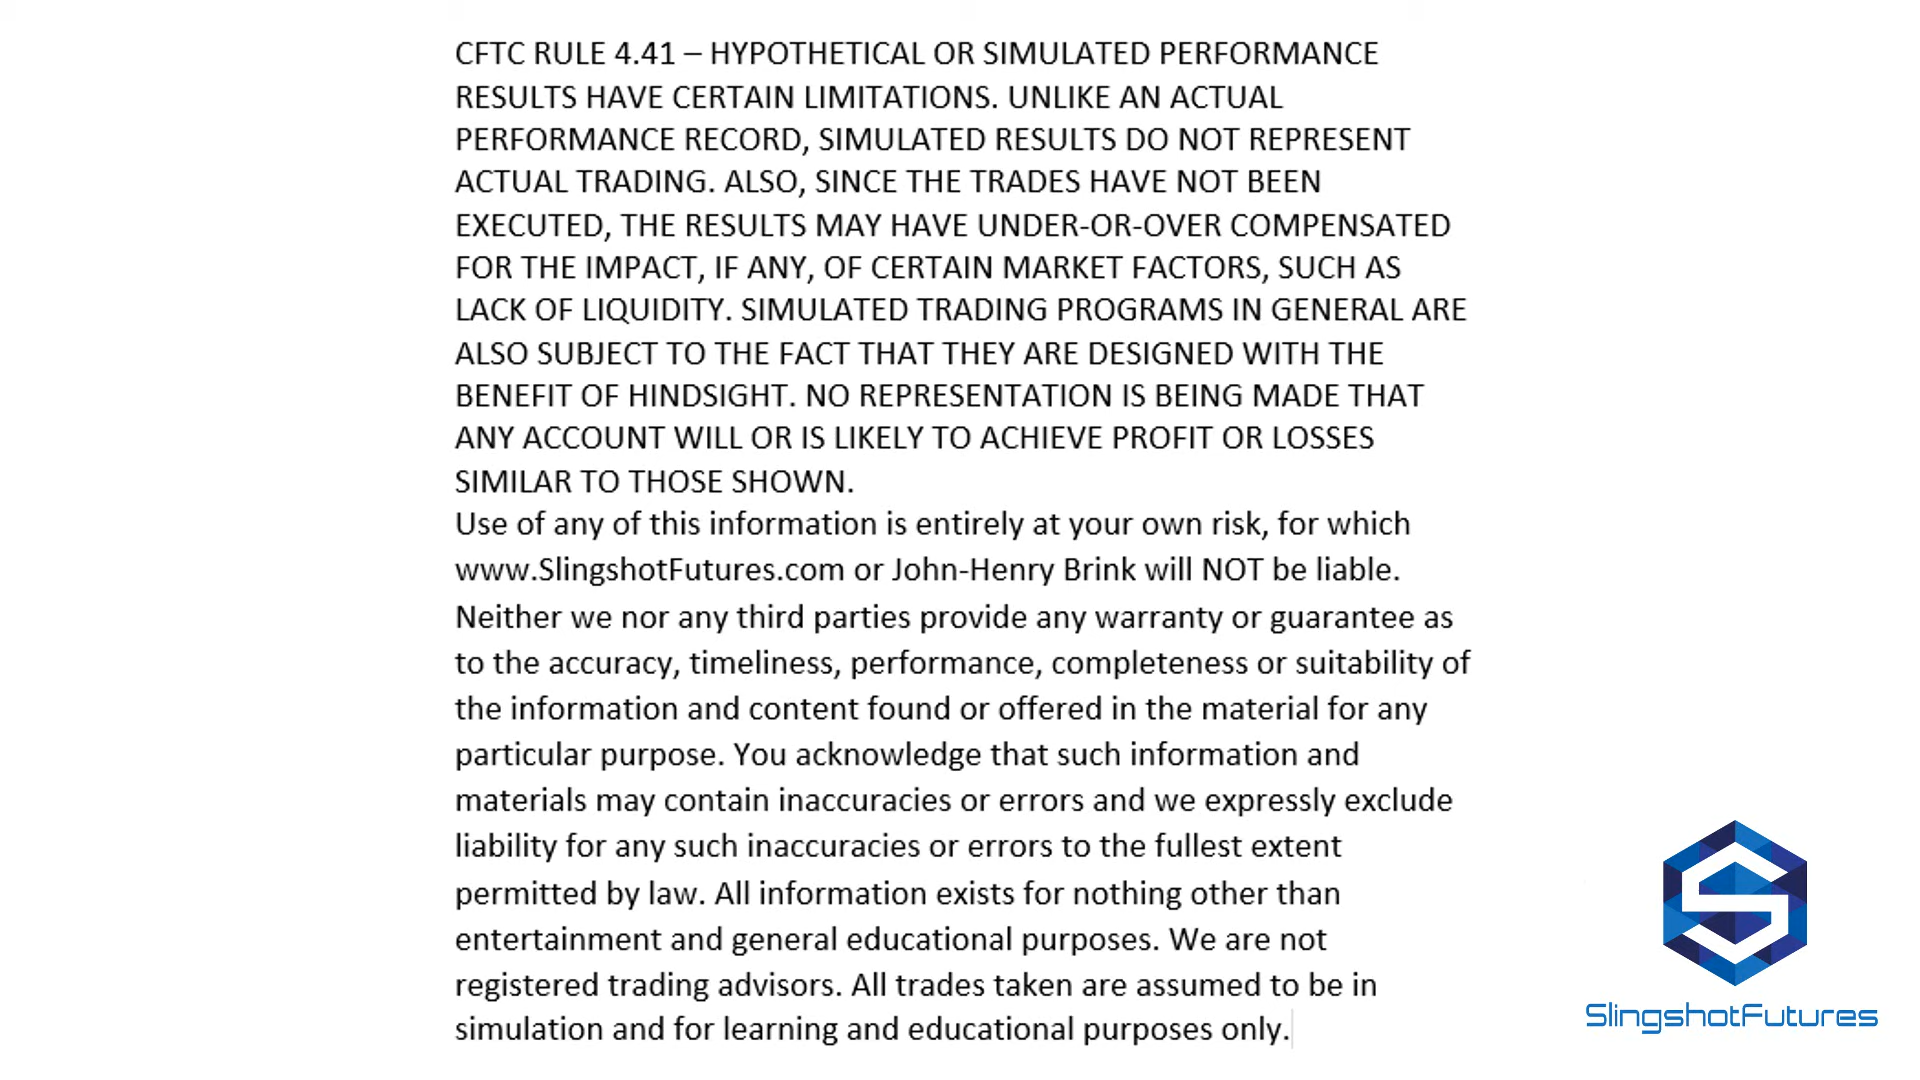 CFTC RULE 4.41 – HYPOTHETICAL OR SIMULATED PERFORMANCE
RESULTS HAVE CERTAIN LIMITATIONS. UNLIKE AN ACTUAL
PERFORMANCE RECORD, SIMULATED RESULTS DO NOT REPRESENT
ACTUAL TRADING. ALSO, SINCE THE TRADES HAVE NOT BEEN
EXECUTED, THE RESULTS MAY HAVE UNDER-OR-OVER COMPENSATED
FOR THE IMPACT, IF ANY, OF CERTAIN MARKET FACTORS, SUCH AS
LACK OF LIQUIDITY. SIMULATED TRADING PROGRAMS IN GENERAL ARE
ALSO SUBJECT TO THE FACT THAT THEY ARE DESIGNED WITH THE
BENEFIT OF HINDSIGHT. NO REPRESENTATION IS BEING MADE THAT
ANY ACCOUNT WILL OR IS LIKELY TO ACHIEVE PROFIT OR LOSSES
SIMILAR TO THOSE SHOWN.
Use of any of this information is entirely at your own risk, for which
www.SlingshotFutures.com or John-Henry Brink will NOT be liable.
Neither we nor any third parties provide any warranty or guarantee as
to the accuracy, timeliness, performance, completeness or suitability of
the information and content found or offered in the material for any
particular purpose. You acknowledge that such information and
materials may contain inaccuracies or errors and we expressly exclude
liability for any such inaccuracies or errors to the fullest extent
permitted by law. All information exists for nothing other than
entertainment and general educational purposes. We are not
registered trading advisors. All trades taken are assumed to be in
simulation and for learning and educational purposes only.
SlingshotFutures